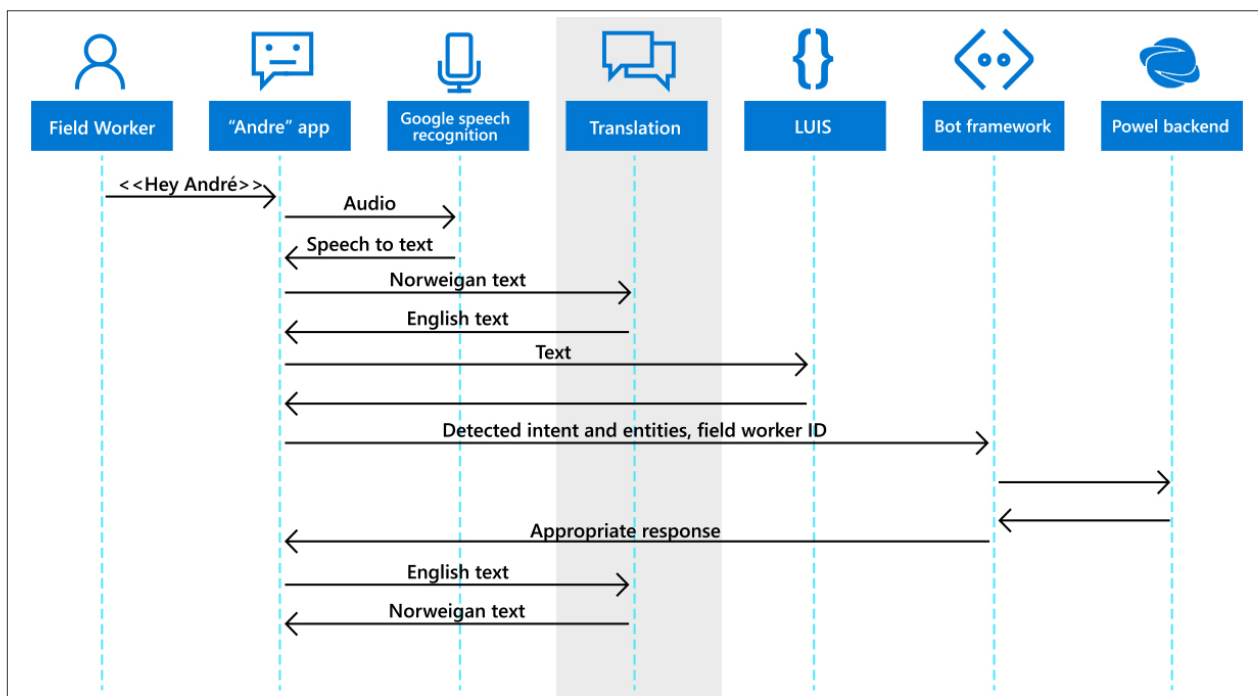 Field Worker
“Andre” app
Google speech
recognition
Translation
LUIS
Bot framework
Powel backend
<<Hey André>>
Audio
Speech to text
Norweigan text
English text
Text
Detected intent and entities, field worker ID
Appropriate response
English text
Norweigan text